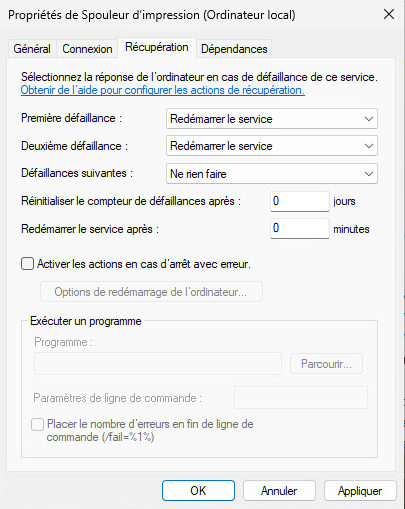 Propriétés de Spouleur d'impression (Ordinateur local)
Général Connexion Récupération Dépendances
Sélectionnez la réponse de l'ordinateur en cas de défaillance de ce service.
Obtenir de l'aide pour configurer les actions de récupération.
Première défaillance : Redémarrer le service
Deuxième défaillance : Redémarrer le service
Défaillances suivantes : Ne rien faire
Réinitialiser le compteur de défaillances après : 0 jours
Redémarrer le service après : 0 minutes
Activer les actions en cas d'arrêt avec erreur.
Options de redémarrage de l'ordinateur...
Exécuter un programme
Programme :
Parcourir...
Paramètres de ligne de commande :
Placer le nombre d'erreurs en fin de ligne de
commande (/fail=%1%)
OK Annuler Appliquer